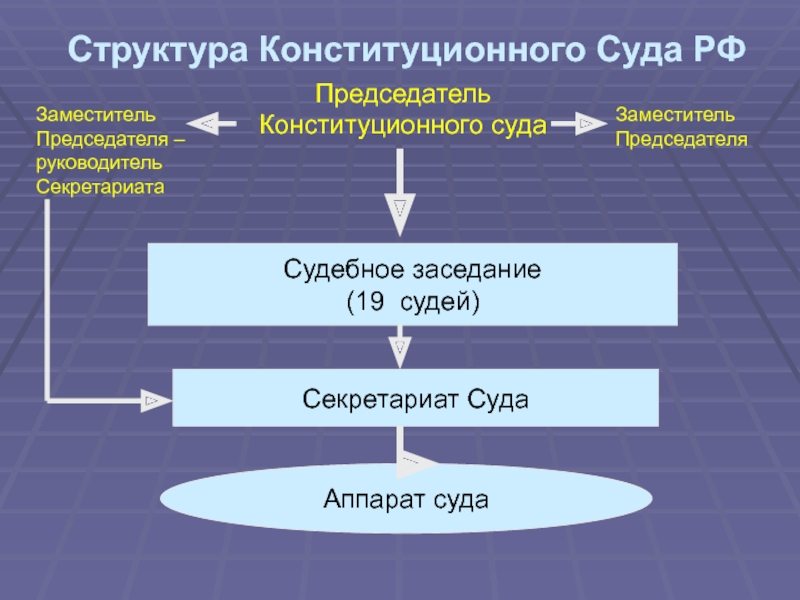 Структура Конституционного Суда РФ
Председатель
Конституционного суда
Заместитель
Председателя –
руководитель
Секретариата
Заместитель
Председателя
Судебное заседание
(19 судей)
Секретариат Суда
Аппарат суда